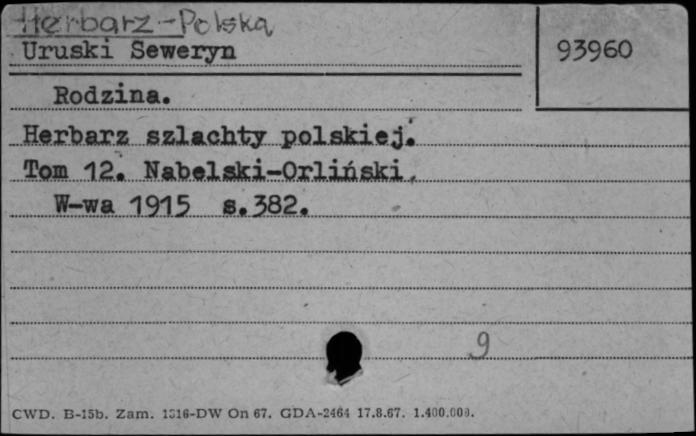 Herbarz-Polska
Uruski Seweryn
93960
Rodzina.
Herbarz szlachty polskiej.
Tom 12. Nabelski-Orliński.
W-wa 1915 s.382.
9
CWD. B-15b. Zam. 1316-DW On 67. GDA-2464 17.8.67. 1.400.000.